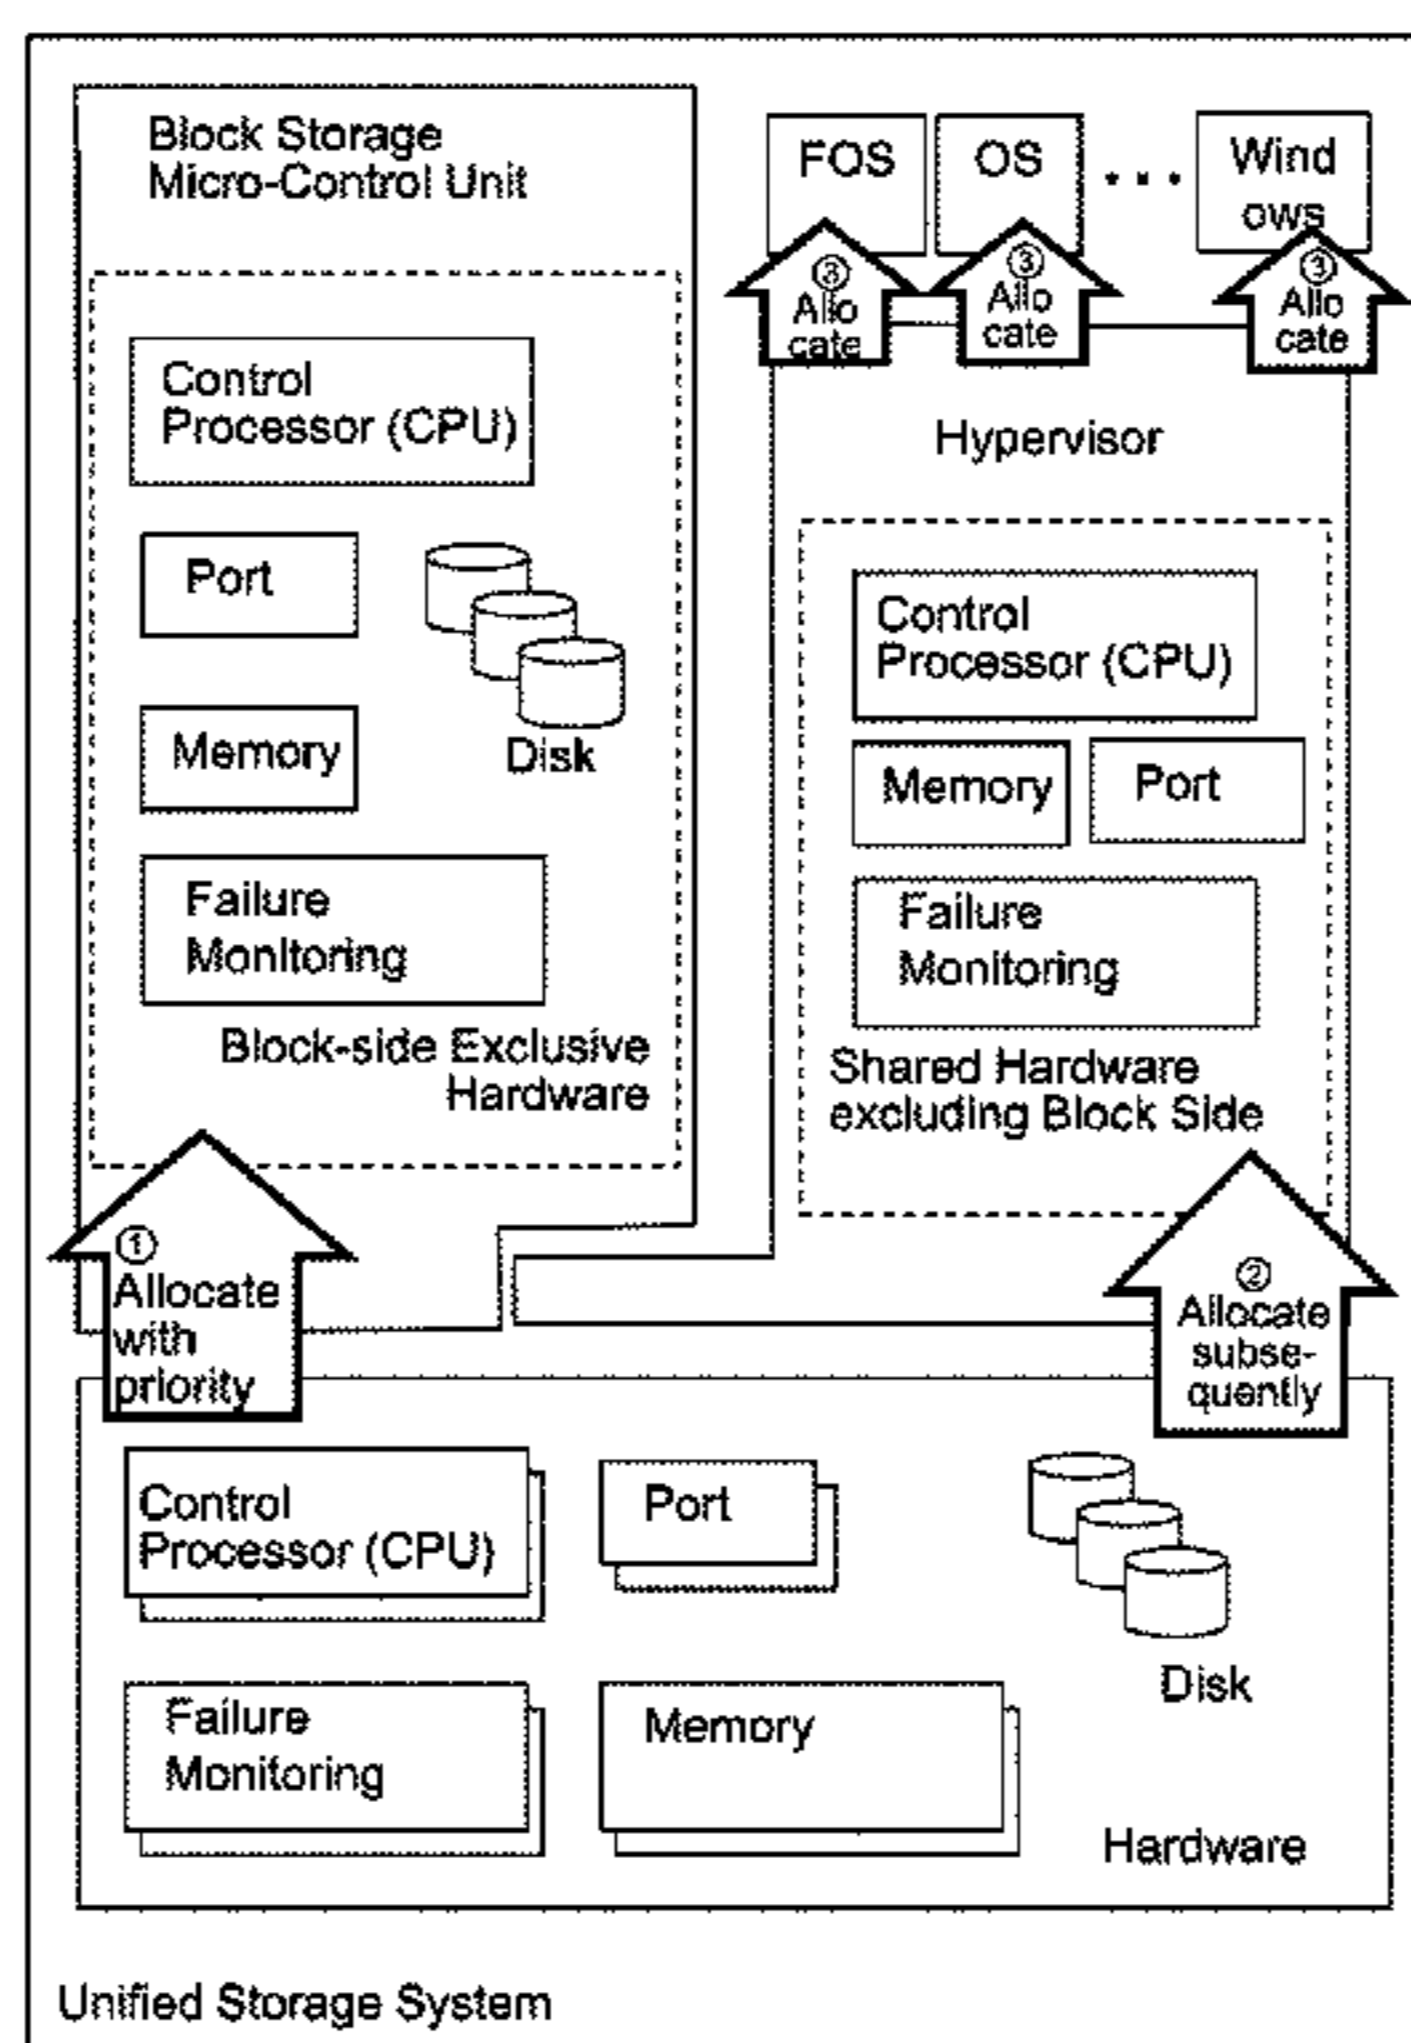 Block Storage
Micro-Control Unit
Control
Processor (CPU)
Port
Memory
Disk
Failure
Monitoring
Block-side Exclusive
Hardware
①
Allocate
with
priority
FOS
OS
...
Wind
ows
③
Allo
cate
③
Allo
cate
③
Allo
cate
Hypervisor
Control
Processor (CPU)
Memory
Port
Failure
Monitoring
Shared Hardware
excluding Block Side
②
Allocate
subse-
quently
Control
Processor (CPU)
Port
Disk
Failure
Monitoring
Memory
Hardware
Unified Storage System